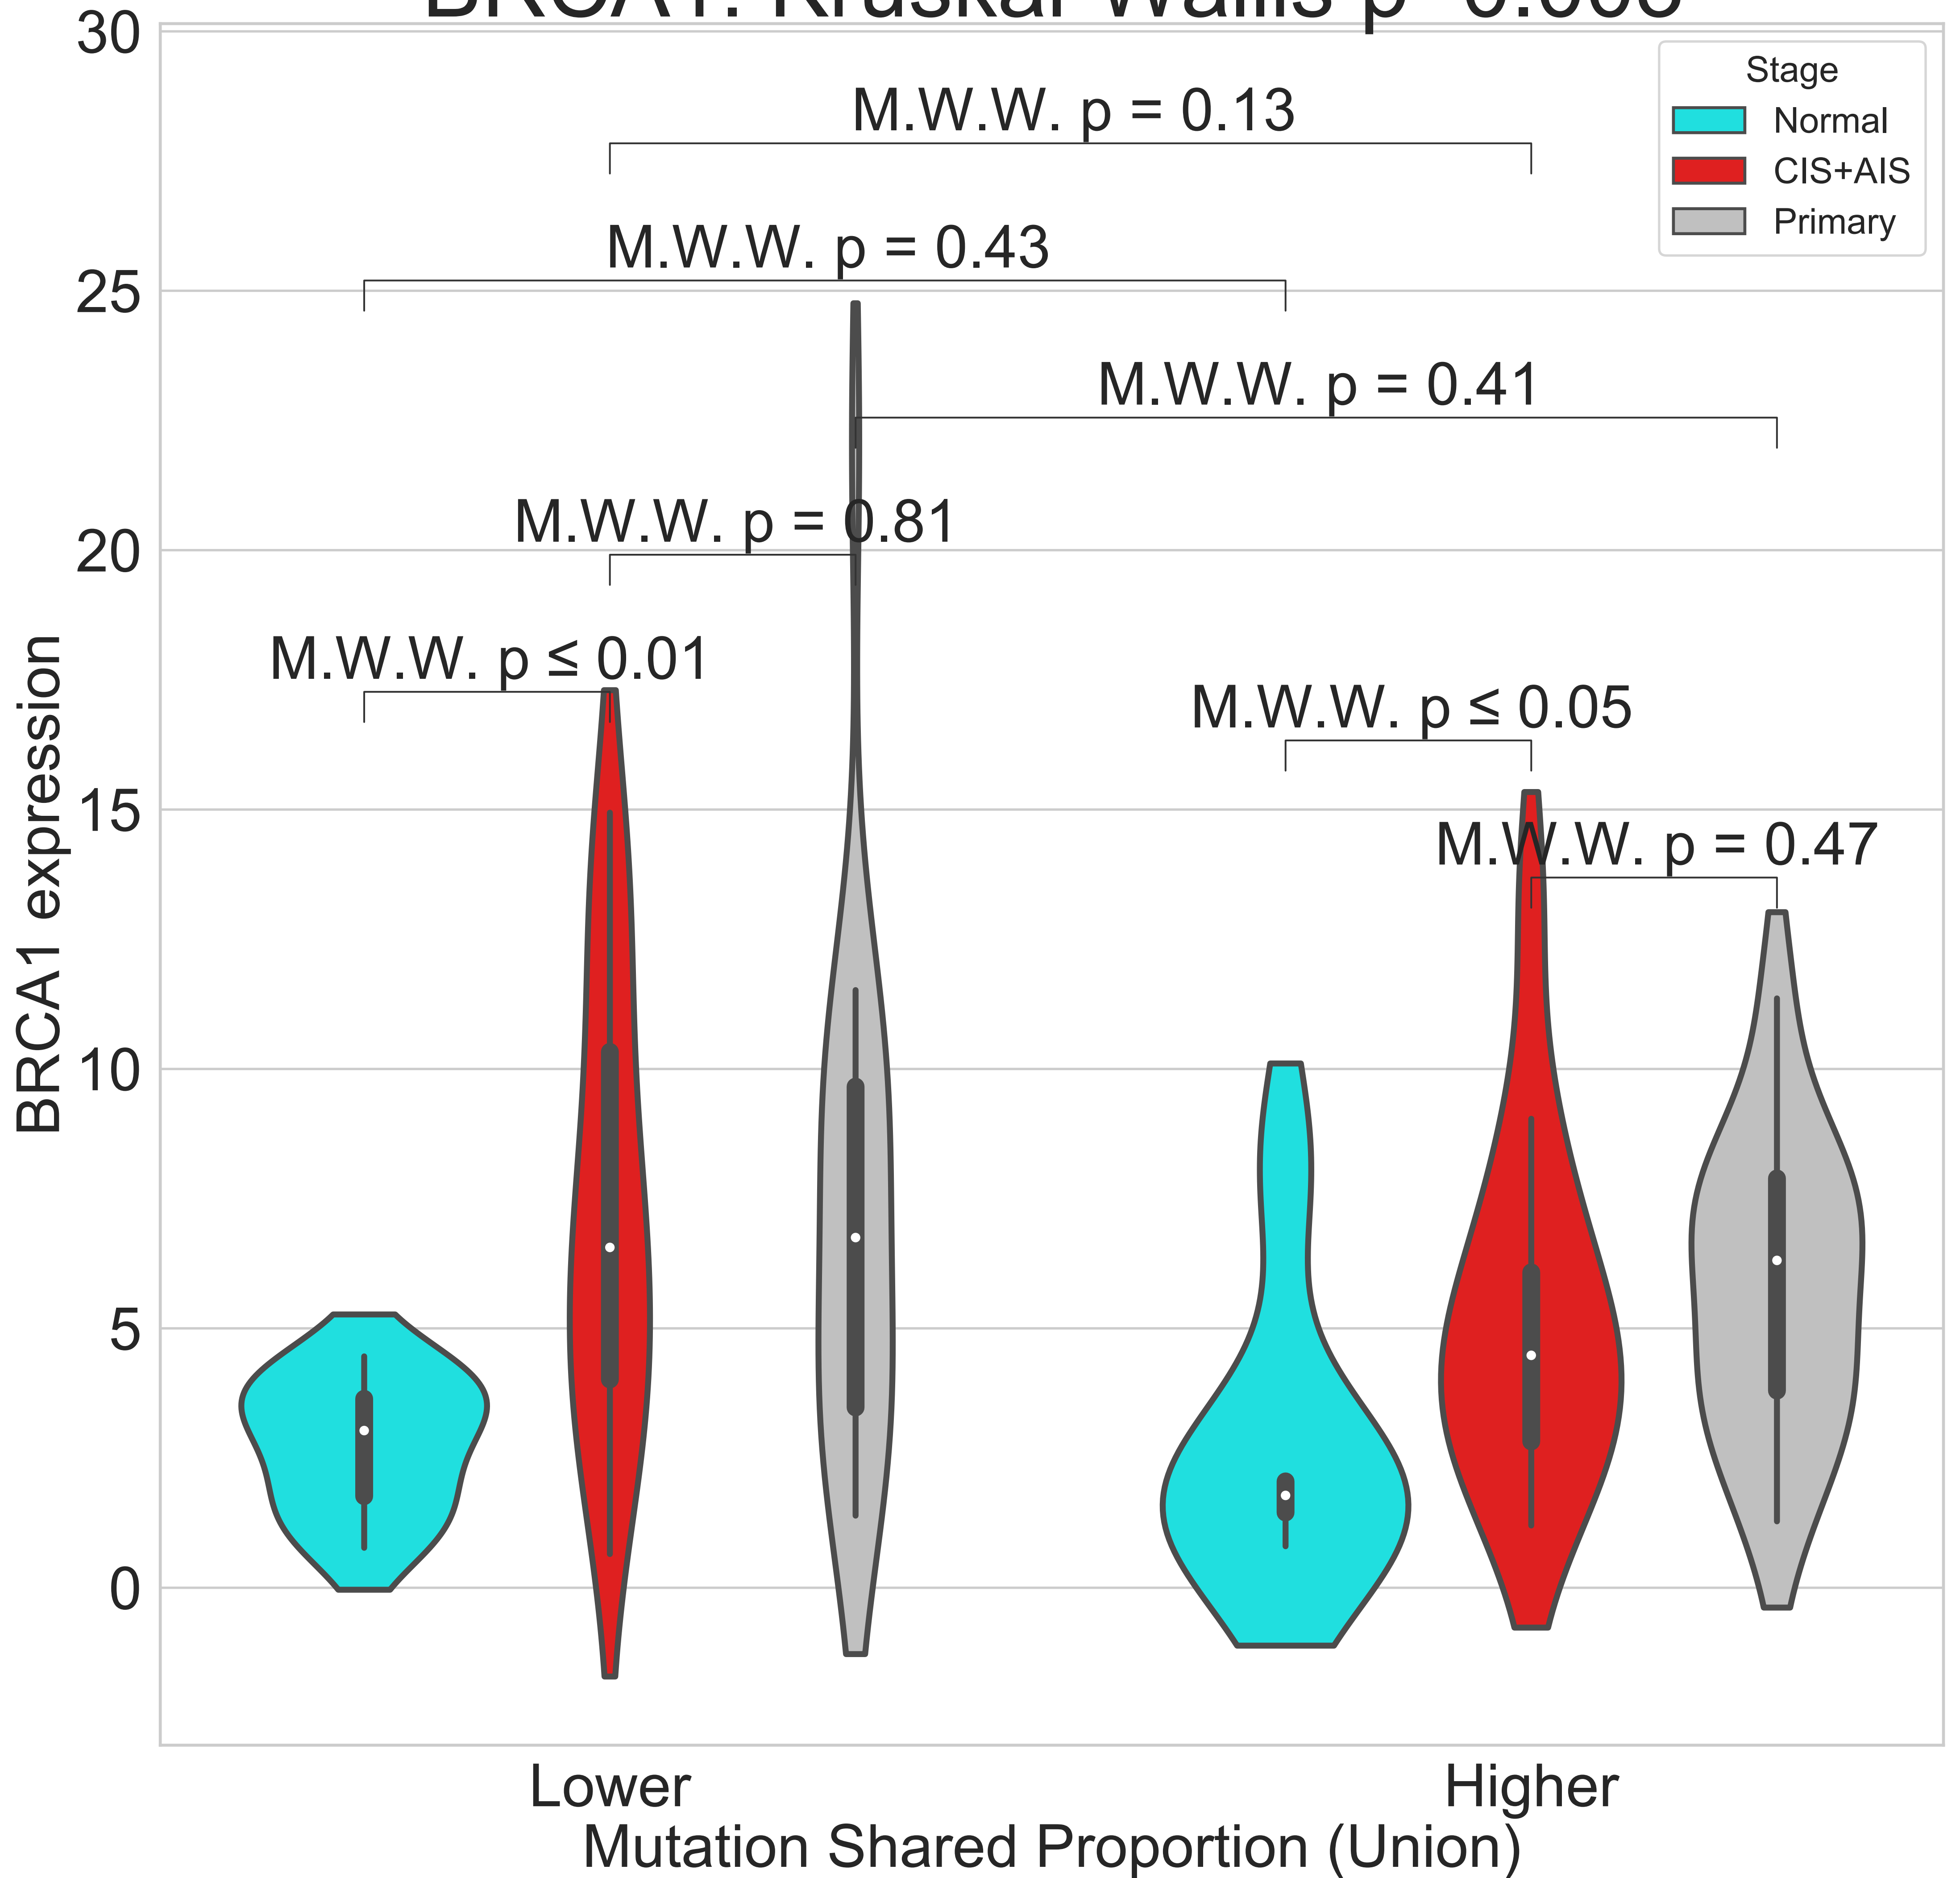 30
M.W.W. p = 0.13
M.W.W. p = 0.43
25
M.W.W. p = 0.41
20
M.W.W. p = 0.81
M.W.W. p ≤ 0.01
M.W.W. p ≤ 0.05
15
M.W.W. p = 0.47
10
5
0
BRCA1 expression
Stage
Normal
CIS+AIS
Primary
Lower
Higher
Mutation Shared Proportion (Union)